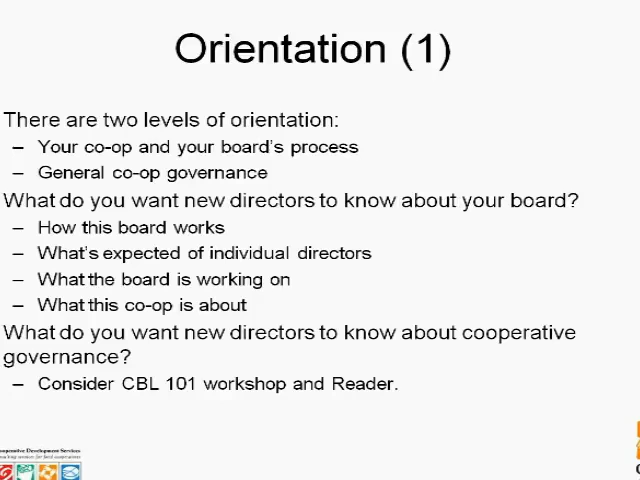 Orientation (1)
There are two levels of orientation:
– Your co-op and your board's process
– General co-op governance
What do you want new directors to know about your board?
– How this board works
– What's expected of individual directors
– What the board is working on
– What this co-op is about
What do you want new directors to know about cooperative
governance?
– Consider CBL 101 workshop and Reader.
ooperative Development Services